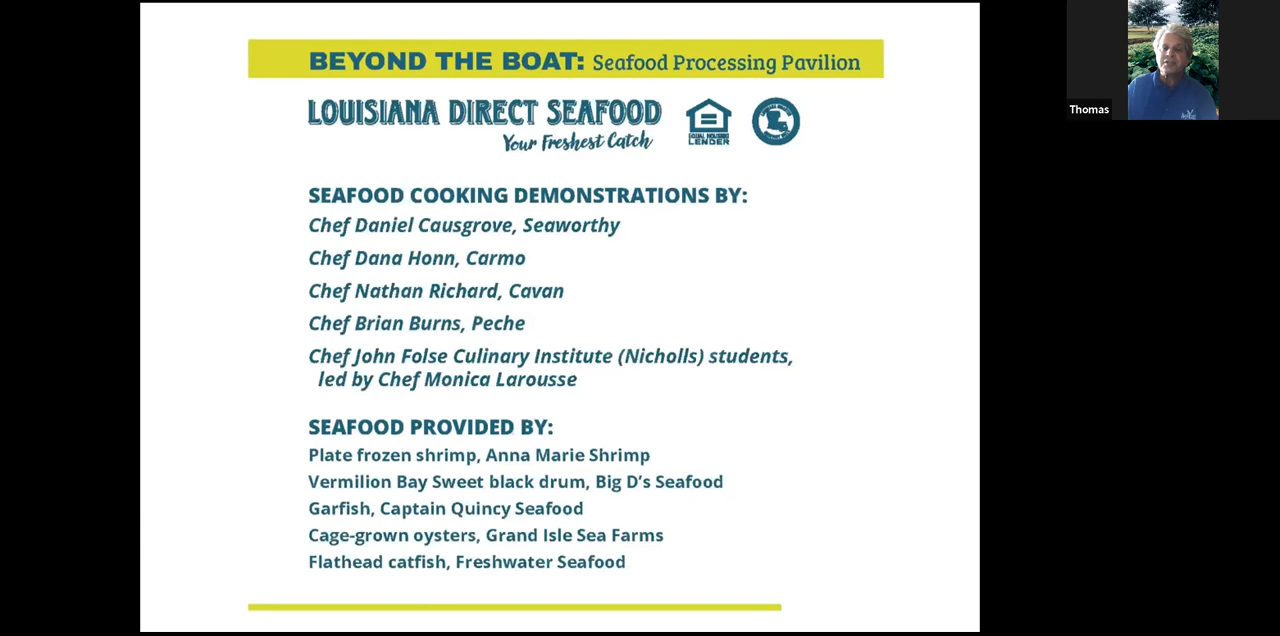 BEYOND THE BOAT: Seafood Processing Pavilion
LOUISIANA DIRECT SEAFOOD
Your Freshest Catch
EQUAL HOUSING
LENDER
Thomas
SEAFOOD COOKING DEMONSTRATIONS BY:
Chef Daniel Causgrove, Seaworthy
Chef Dana Honn, Carmo
Chef Nathan Richard, Cavan
Chef Brian Burns, Peche
Chef John Folse Culinary Institute (Nicholls) students,
led by Chef Monica Larousse
SEAFOOD PROVIDED BY:
Plate frozen shrimp, Anna Marie Shrimp
Vermilion Bay Sweet black drum, Big D’s Seafood
Garfish, Captain Quincy Seafood
Cage-grown oysters, Grand Isle Sea Farms
Flathead catfish, Freshwater Seafood